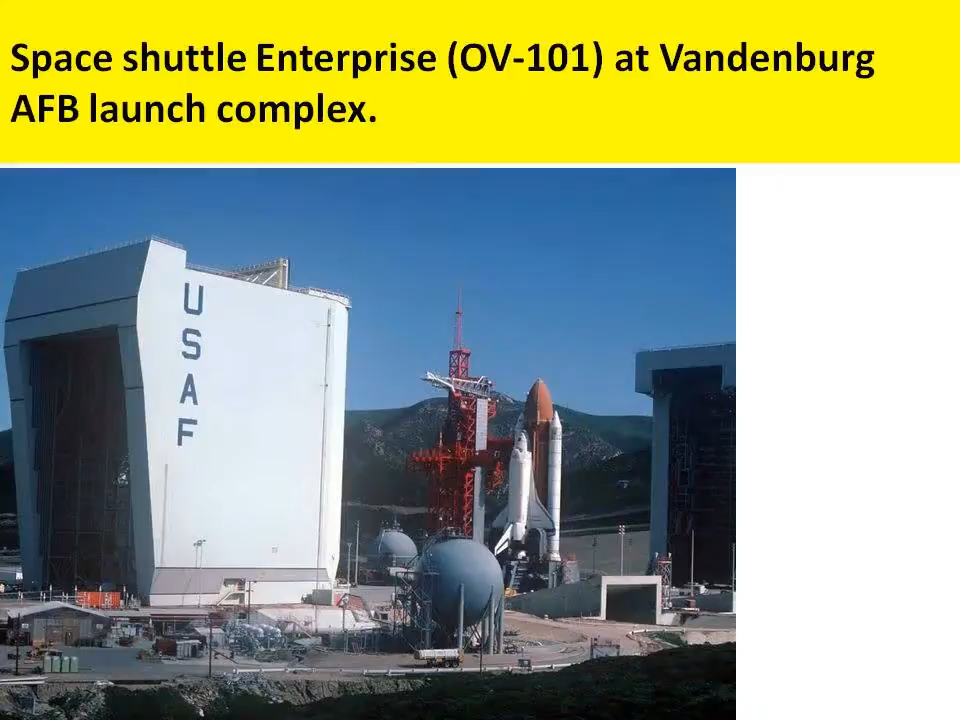 Space shuttle Enterprise (OV-101) at Vandenburg
AFB launch complex.
U
S
A
F